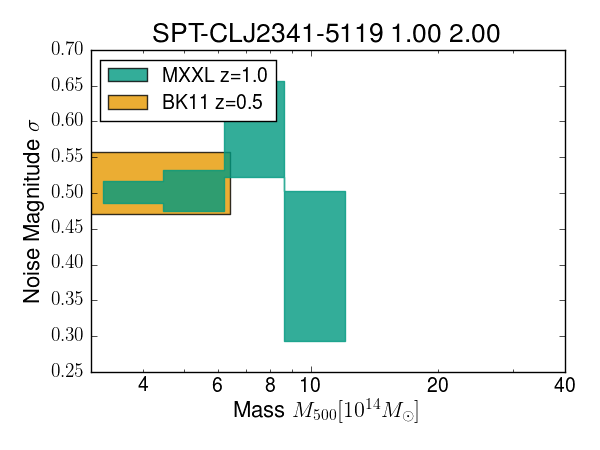 SPT-CLJ2341-5119 1.00 2.00
MXXL z=1.0
BK11 z=0.5
Noise Magnitude σ
0.70
0.65
0.60
0.55
0.50
0.45
0.40
0.35
0.30
0.25
4 6 8 10 20 40
Mass M_500[10^14 M_⊙]